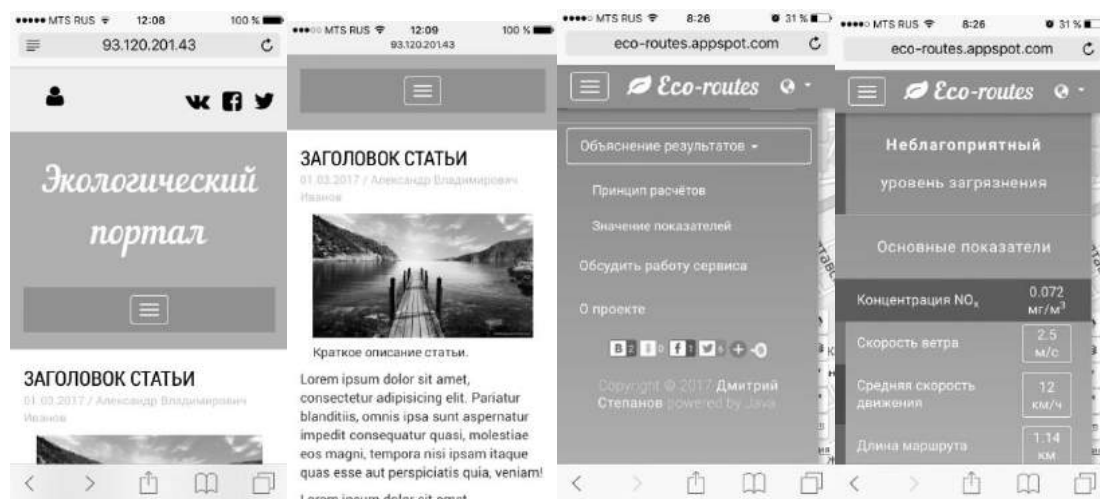 MTS RUS 12:08 100 %
93.120.201.43
Экологический
портал
ЗАГОЛОВОК СТАТЬИ
01.03.2017 / Александр Владимирович
Иванов
MTS RUS 12:09 100 %
93.120.201.43
ЗАГОЛОВОК СТАТЬИ
01.03.2017 / Александр Владимирович
Иванов
Краткое описание статьи.
Lorem ipsum dolor sit amet,
consectetur adipisicing elit. Pariatur
blanditiis, omnis ipsa sunt aspernatur
impedit consequatur quasi, molestiae
eos magni, tempora nisi ipsam itaque
quas esse aut perspiciatis quia, veniam!
Lorem ipsum dolor sit amet
MTS RUS 8:26 31 %
eco-routes.appspot.com
Eco-routes
Объяснение результатов
Принцип расчётов
Значение показателей
Обсудить работу сервиса
О проекте
Copyright © 2017 Дмитрий
Степанов powered by Java
MTS RUS 8:26 31 %
eco-routes.appspot.com
Eco-routes
Неблагоприятный
уровень загрязнения
Основные показатели
Концентрация NOₓ 0.072
мг/м³
Скорость ветра 2.5
м/с
Средняя скорость
движения 12
км/ч
Длина маршрута 1.14
км